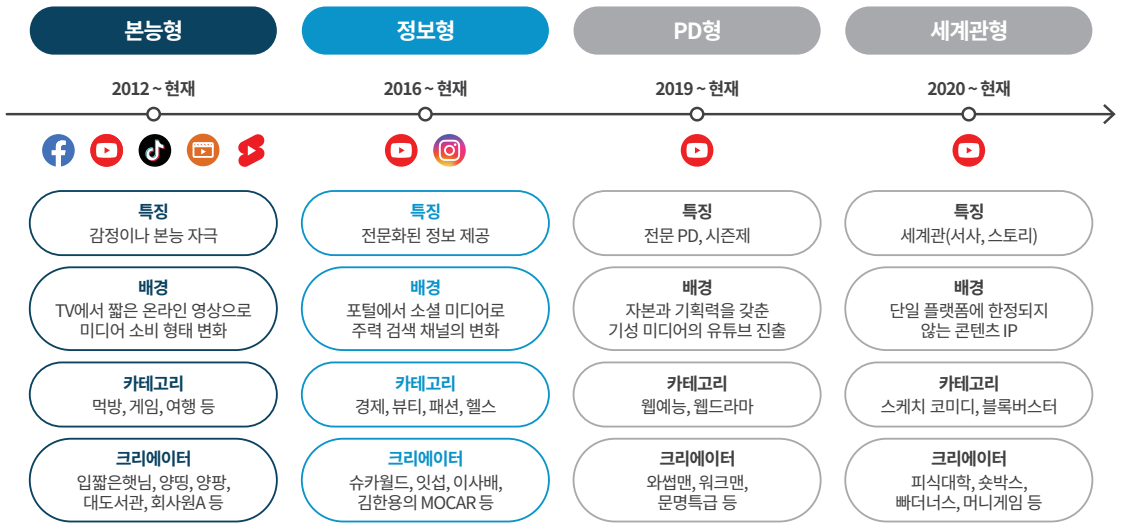 본능형
정보형
PD형
세계관형
2012 ~ 현재
2016 ~ 현재
2019 ~ 현재
2020 ~ 현재
특징
감정이나 본능 자극
특징
전문화된 정보 제공
특징
전문 PD, 시즌제
특징
세계관(서사, 스토리)
배경
TV에서 짧은 온라인 영상으로
미디어 소비 형태 변화
배경
포털에서 소셜 미디어로
주력 검색 채널의 변화
배경
자본과 기획력을 갖춘
기성 미디어의 유튜브 진출
배경
단일 플랫폼에 한정되지
않는 콘텐츠 IP
카테고리
먹방, 게임, 여행 등
카테고리
경제, 뷰티, 패션, 헬스
카테고리
웹예능, 웹드라마
카테고리
스케치 코미디, 블록버스터
크리에이터
입짧은햇님, 양띵, 양팡,
대도서관, 회사원A 등
크리에이터
슈카월드, 잇섭, 이사배,
김한용의 MOCAR 등
크리에이터
와썹맨, 워크맨,
문명특급 등
크리에이터
피식대학, 숏박스,
빠더너스, 머니게임 등